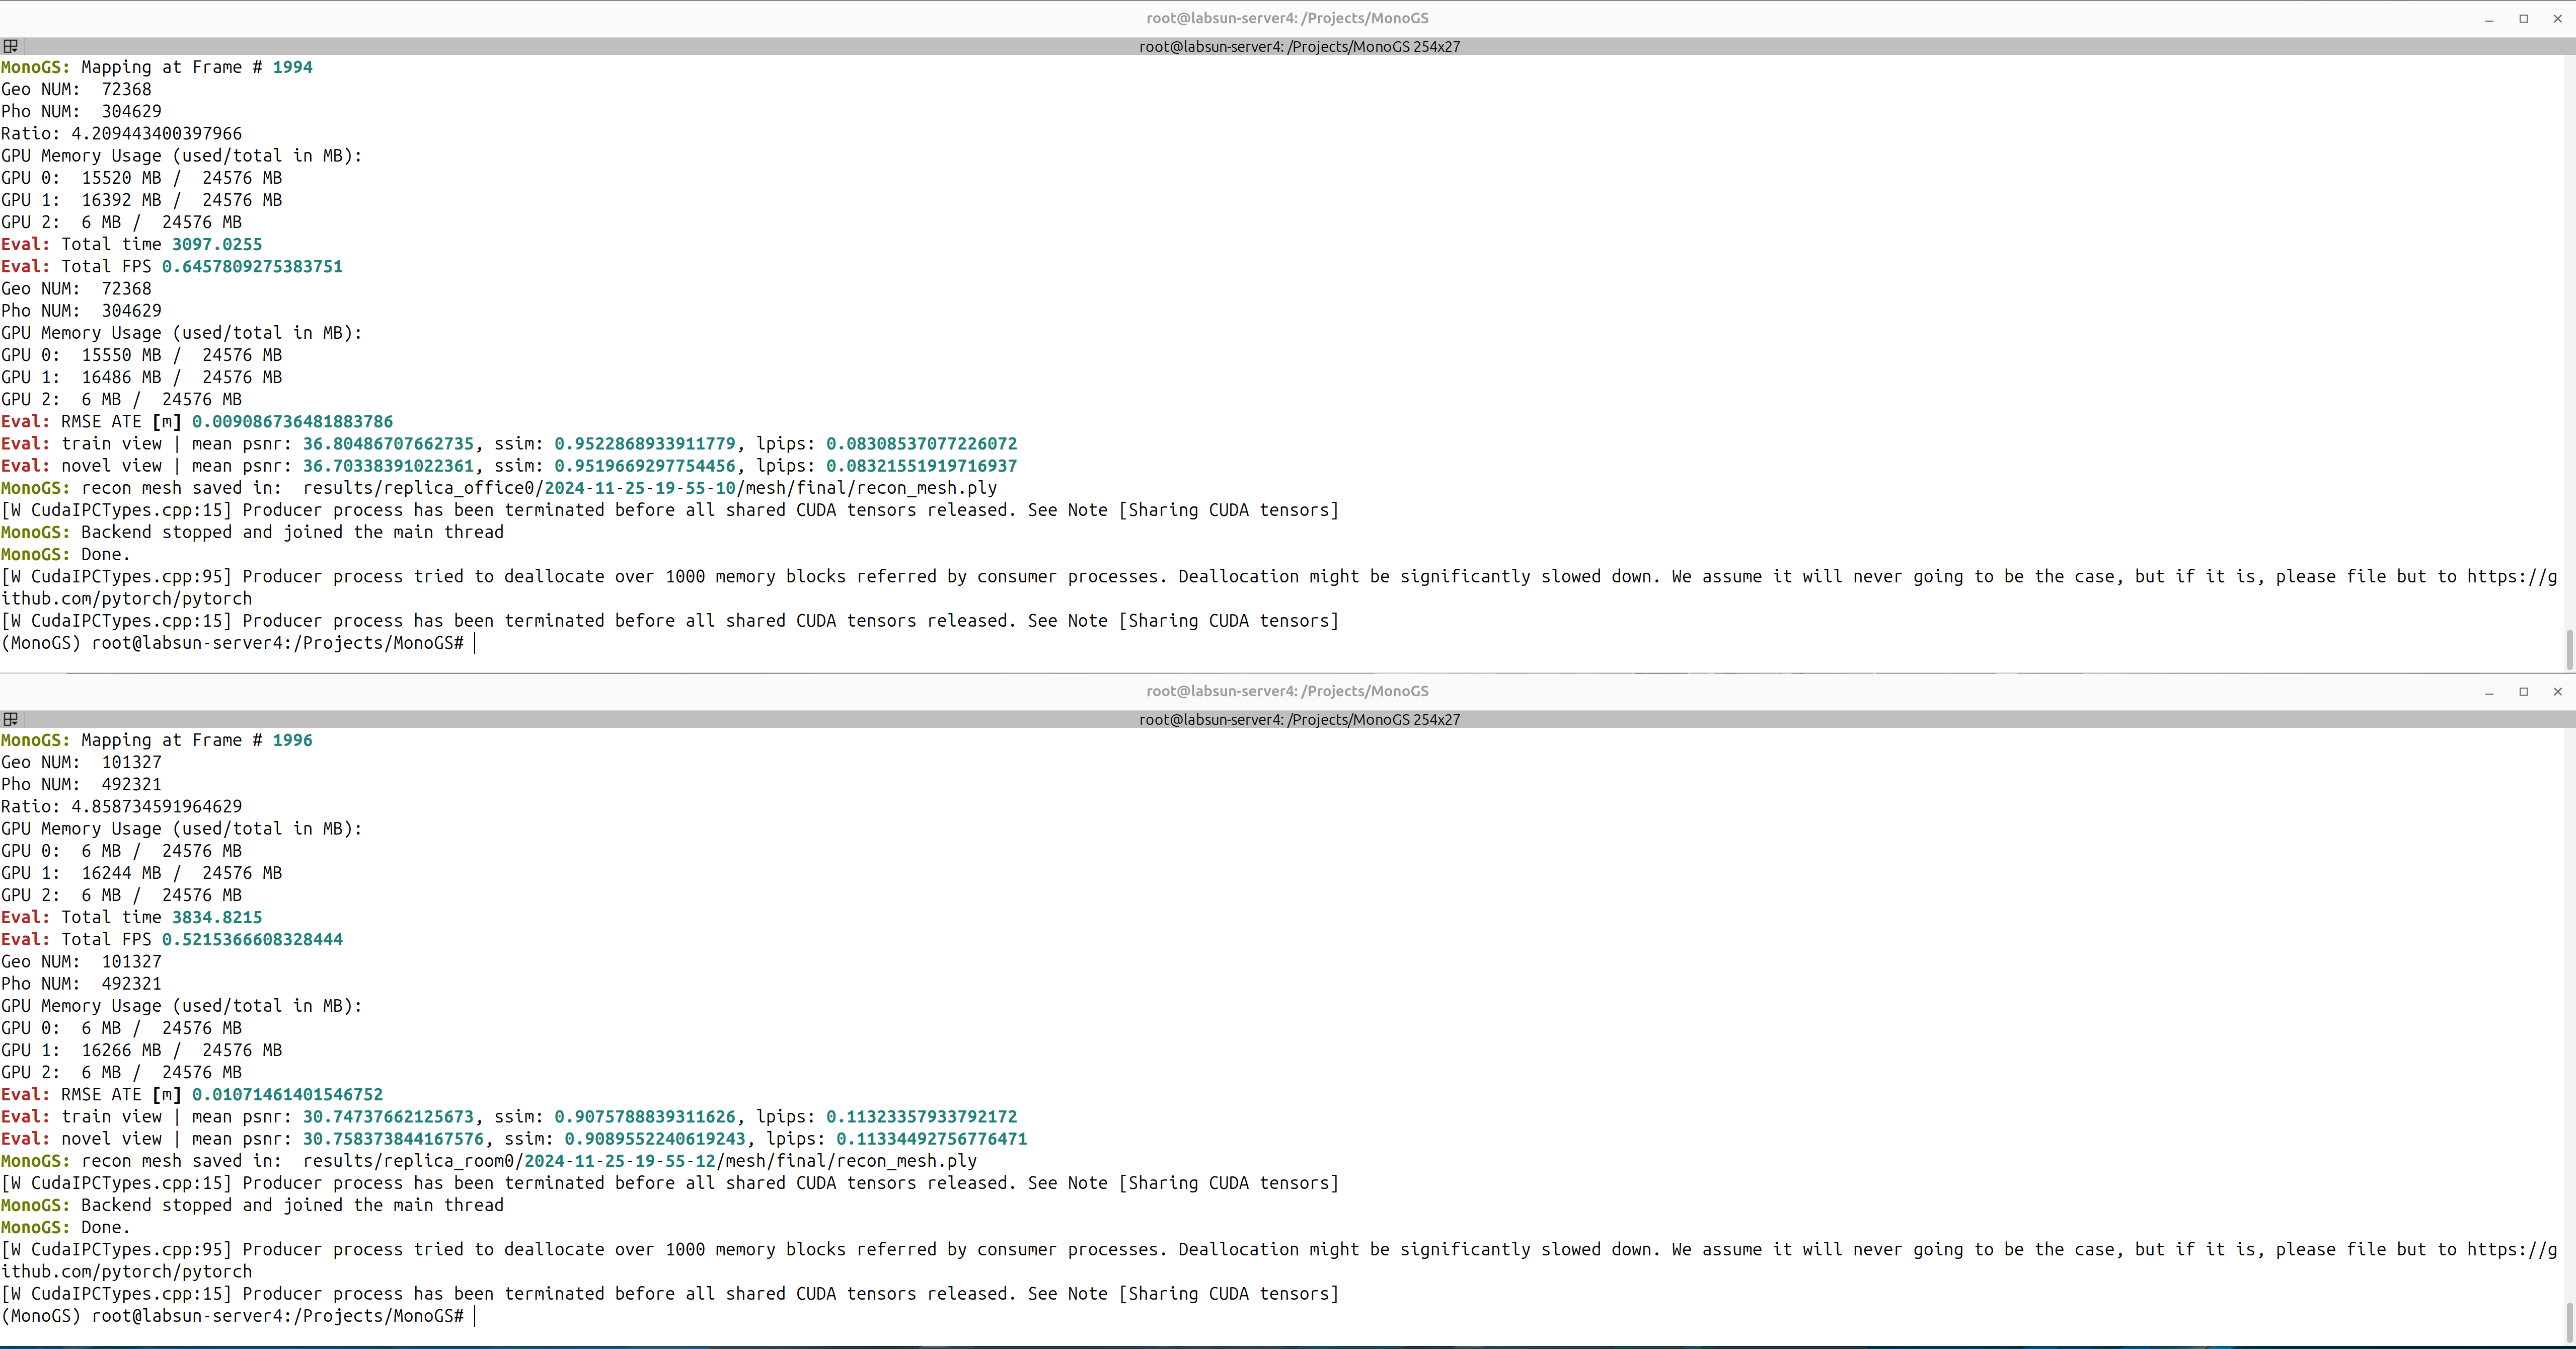 root@labsun-server4: /Projects/MonoGS
root@labsun-server4: /Projects/MonoGS 254x27
MonoGS: Mapping at Frame # 1994
Geo NUM:  72368
Pho NUM:  304629
Ratio: 4.209443400397966
GPU Memory Usage (used/total in MB):
GPU 0:  15520 MB /  24576 MB
GPU 1:  16392 MB /  24576 MB
GPU 2:  6 MB /  24576 MB
Eval: Total time 3097.0255
Eval: Total FPS 0.6457809275383751
Geo NUM:  72368
Pho NUM:  304629
GPU Memory Usage (used/total in MB):
GPU 0:  15550 MB /  24576 MB
GPU 1:  16486 MB /  24576 MB
GPU 2:  6 MB /  24576 MB
Eval: RMSE ATE [m] 0.009086736481883786
Eval: train view | mean psnr: 36.80486707662735, ssim: 0.9522868933911779, lpips: 0.08308537077226072
Eval: novel view | mean psnr: 36.70338391022361, ssim: 0.9519669297754456, lpips: 0.08321551919716937
MonoGS: recon mesh saved in:  results/replica_office0/2024-11-25-19-55-10/mesh/final/recon_mesh.ply
[W CudaIPCTypes.cpp:15] Producer process has been terminated before all shared CUDA tensors released. See Note [Sharing CUDA tensors]
MonoGS: Backend stopped and joined the main thread
MonoGS: Done.
[W CudaIPCTypes.cpp:95] Producer process tried to deallocate over 1000 memory blocks referred by consumer processes. Deallocation might be significantly slowed down. We assume it will never going to be the case, but if it is, please file but to https://g
ithub.com/pytorch/pytorch
[W CudaIPCTypes.cpp:15] Producer process has been terminated before all shared CUDA tensors released. See Note [Sharing CUDA tensors]
(MonoGS) root@labsun-server4:/Projects/MonoGS#
root@labsun-server4: /Projects/MonoGS
root@labsun-server4: /Projects/MonoGS 254x27
MonoGS: Mapping at Frame # 1996
Geo NUM:  101327
Pho NUM:  492321
Ratio: 4.858734591964629
GPU Memory Usage (used/total in MB):
GPU 0:  6 MB /  24576 MB
GPU 1:  16244 MB /  24576 MB
GPU 2:  6 MB /  24576 MB
Eval: Total time 3834.8215
Eval: Total FPS 0.5215366608328444
Geo NUM:  101327
Pho NUM:  492321
GPU Memory Usage (used/total in MB):
GPU 0:  6 MB /  24576 MB
GPU 1:  16266 MB /  24576 MB
GPU 2:  6 MB /  24576 MB
Eval: RMSE ATE [m] 0.01071461401546752
Eval: train view | mean psnr: 30.74737662125673, ssim: 0.9075788839311626, lpips: 0.11323357933792172
Eval: novel view | mean psnr: 30.758373844167576, ssim: 0.9089552240619243, lpips: 0.11334492756776471
MonoGS: recon mesh saved in:  results/replica_room0/2024-11-25-19-55-12/mesh/final/recon_mesh.ply
[W CudaIPCTypes.cpp:15] Producer process has been terminated before all shared CUDA tensors released. See Note [Sharing CUDA tensors]
MonoGS: Backend stopped and joined the main thread
MonoGS: Done.
[W CudaIPCTypes.cpp:95] Producer process tried to deallocate over 1000 memory blocks referred by consumer processes. Deallocation might be significantly slowed down. We assume it will never going to be the case, but if it is, please file but to https://g
ithub.com/pytorch/pytorch
[W CudaIPCTypes.cpp:15] Producer process has been terminated before all shared CUDA tensors released. See Note [Sharing CUDA tensors]
(MonoGS) root@labsun-server4:/Projects/MonoGS#